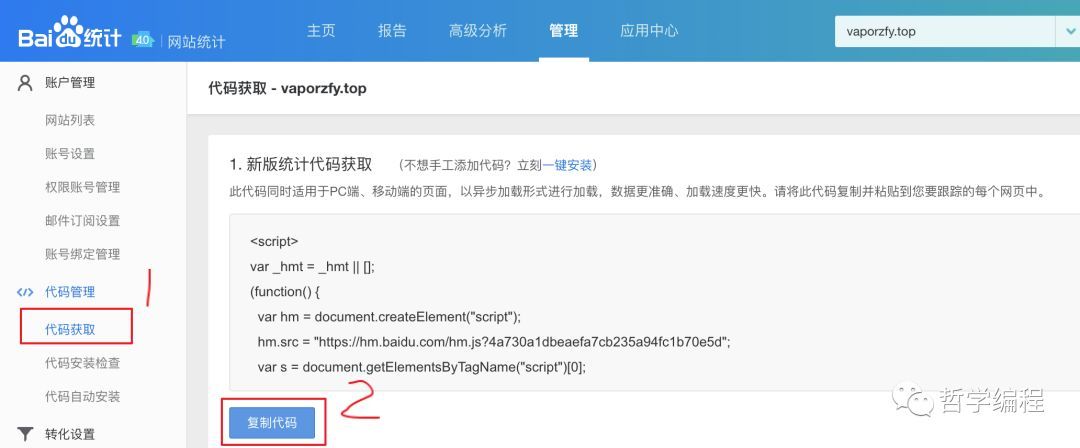 Bai du 统计 4.0 | 网站统计
主页 报告 高级分析 管理 应用中心
vaporzfy.top
账户管理
网站列表
账号设置
权限账号管理
邮件订阅设置
账号绑定管理
代码管理
代码获取
代码安装检查
代码自动安装
转化设置
1
代码获取 - vaporzfy.top
1. 新版统计代码获取 （不想手工添加代码？立刻一键安装）
此代码同时适用于PC端、移动端的页面，以异步加载形式进行加载，数据更准确、加载速度更快。请将此代码复制并粘贴到您要跟踪的每个网页中。
<script>
var _hmt = _hmt || [];
(function() {
var hm = document.createElement("script");
hm.src = "https://hm.baidu.com/hm.js?4a730a1dbeaefa7cb235a94fc1b70e5d";
var s = document.getElementsByTagName("script")[0];
复制代码
2
哲学编程